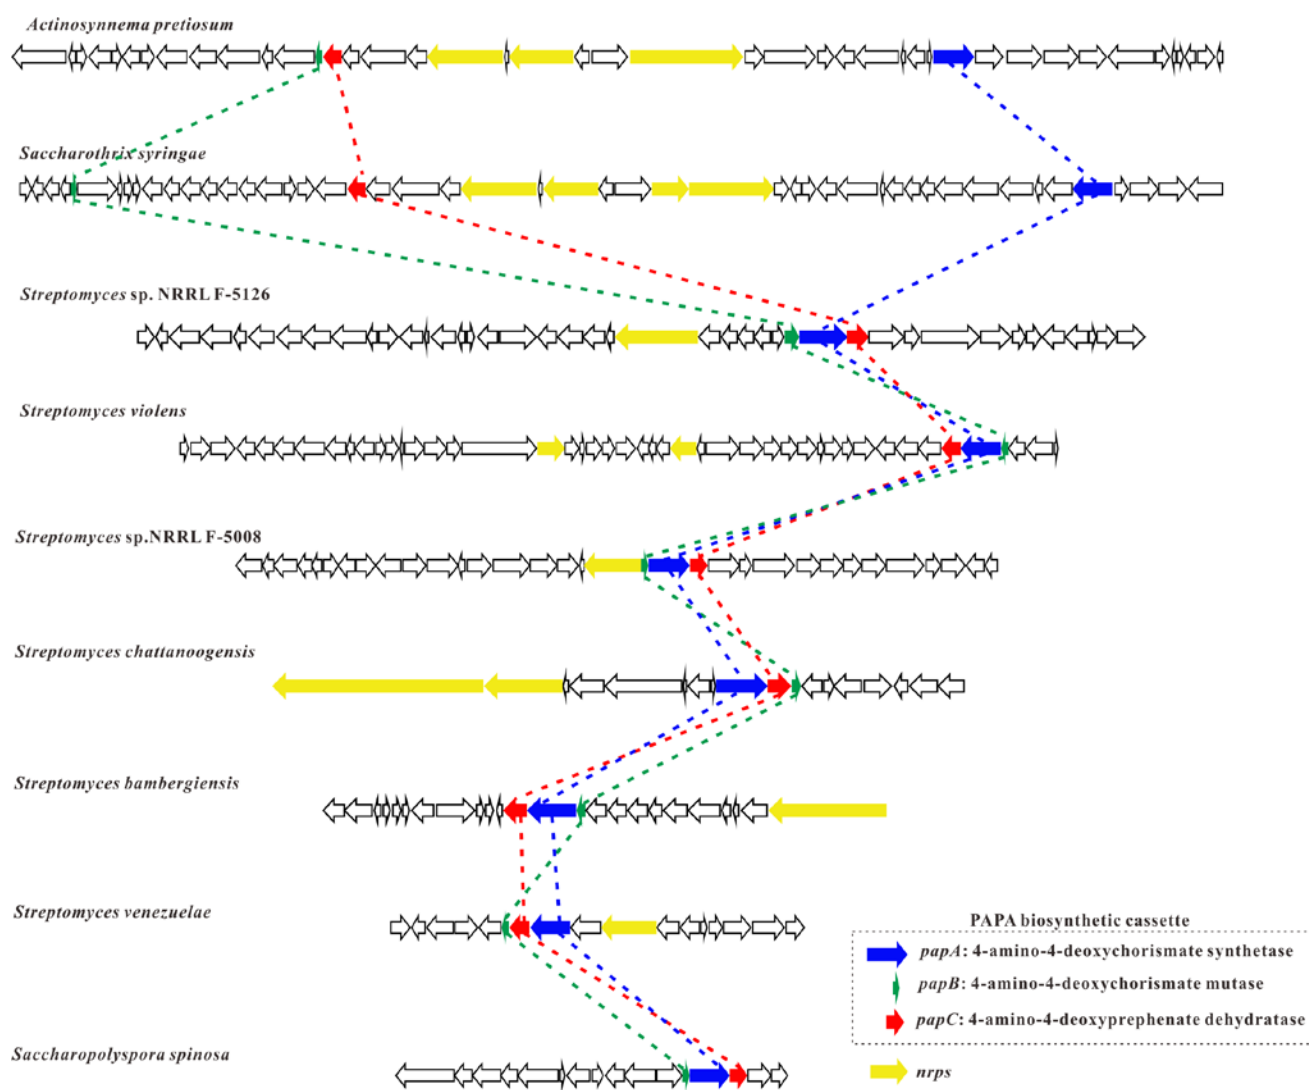 Actinosynnema pretiosum
Saccharothrix syringae
Streptomyces sp. NRRL F-5126
Streptomyces violens
Streptomyces sp.NRRL F-5008
Streptomyces chattanoogensis
Streptomyces bambergiensis
Streptomyces venezuelae
Saccharopolyspora spinosa
PAPA biosynthetic cassette
papA: 4-amino-4-deoxychorismate synthetase
papB: 4-amino-4-deoxychorismate mutase
papC: 4-amino-4-deoxyprephenate dehydratase
nrps